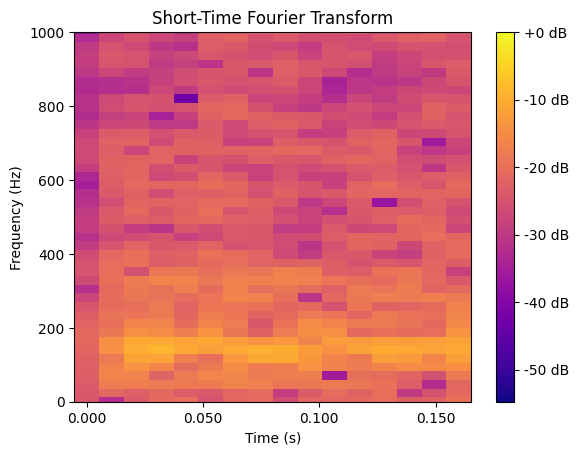 Short-Time Fourier Transform
1000
800
600
400
200
0
Frequency (Hz)
0.000
0.050
0.100
0.150
Time (s)
+0 dB
-10 dB
-20 dB
-30 dB
-40 dB
-50 dB